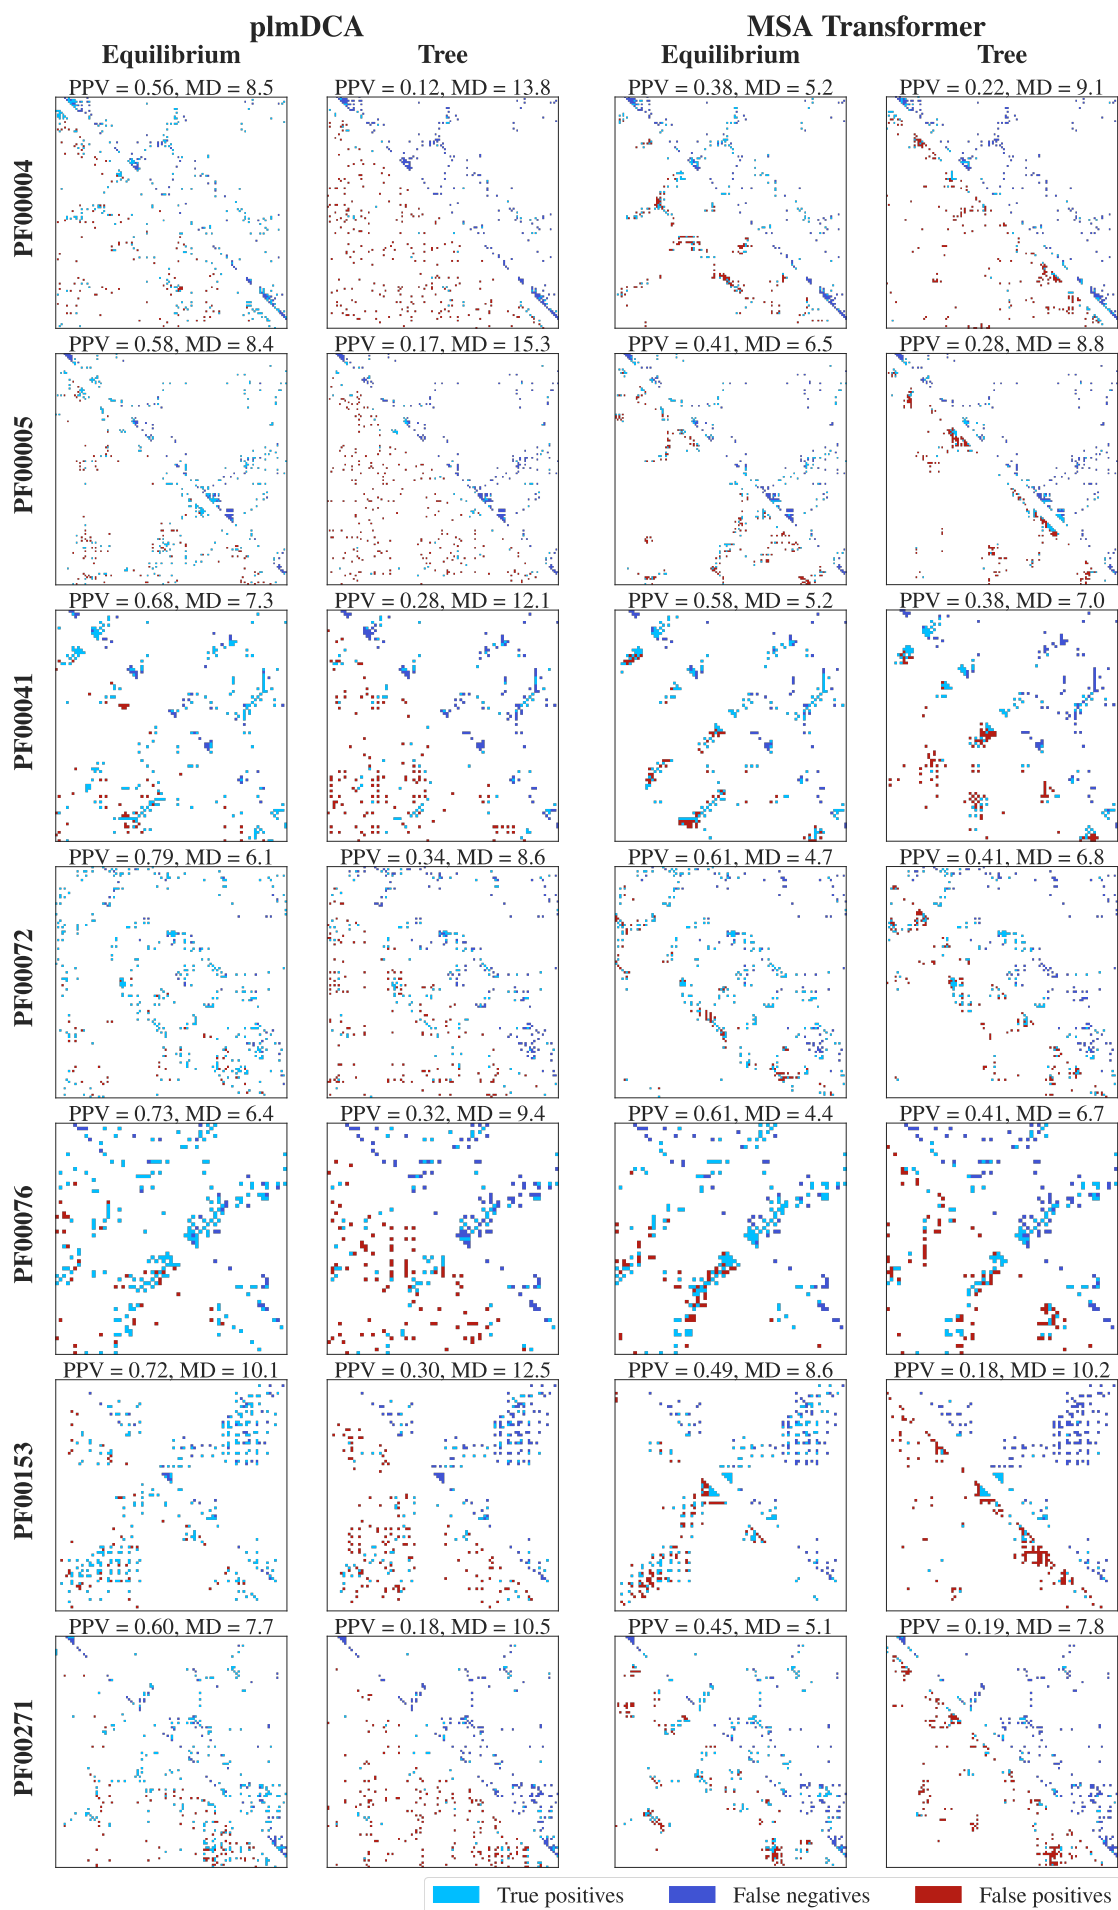 plmDCA MSA Transformer
Equilibrium Tree Equilibrium Tree
PPV = 0.56, MD = 8.5 PPV = 0.12, MD = 13.8 PPV = 0.38, MD = 5.2 PPV = 0.22, MD = 9.1
PF00004
PPV = 0.58, MD = 8.4 PPV = 0.17, MD = 15.3 PPV = 0.41, MD = 6.5 PPV = 0.28, MD = 8.8
PF00005
PPV = 0.68, MD = 7.3 PPV = 0.28, MD = 12.1 PPV = 0.58, MD = 5.2 PPV = 0.38, MD = 7.0
PF00041
PPV = 0.79, MD = 6.1 PPV = 0.34, MD = 8.6 PPV = 0.61, MD = 4.7 PPV = 0.41, MD = 6.8
PF00072
PPV = 0.73, MD = 6.4 PPV = 0.32, MD = 9.4 PPV = 0.61, MD = 4.4 PPV = 0.41, MD = 6.7
PF00076
PPV = 0.72, MD = 10.1 PPV = 0.30, MD = 12.5 PPV = 0.49, MD = 8.6 PPV = 0.18, MD = 10.2
PF00153
PPV = 0.60, MD = 7.7 PPV = 0.18, MD = 10.5 PPV = 0.45, MD = 5.1 PPV = 0.19, MD = 7.8
PF00271
True positives False negatives False positives